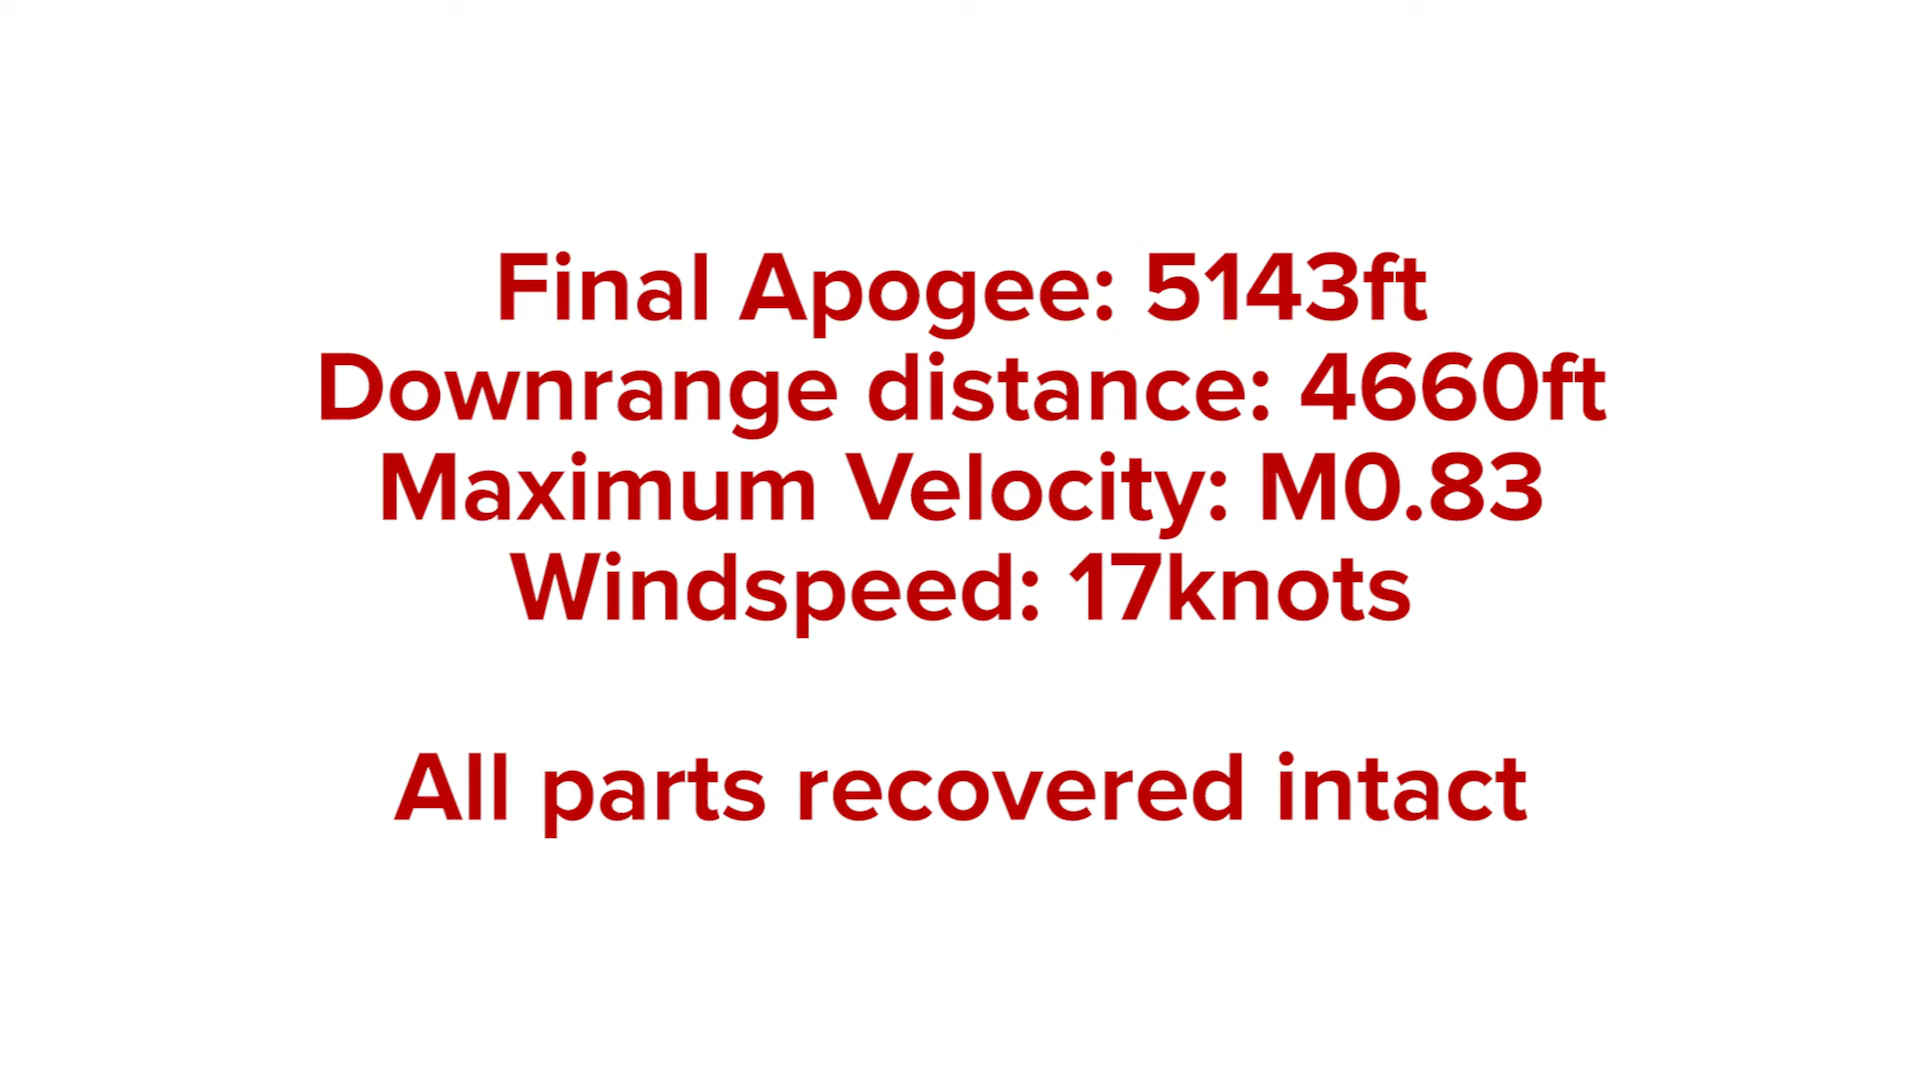 Final Apogee: 5143ft
Downrange distance: 4660ft
Maximum Velocity: M0.83
Windspeed: 17knots
All parts recovered intact